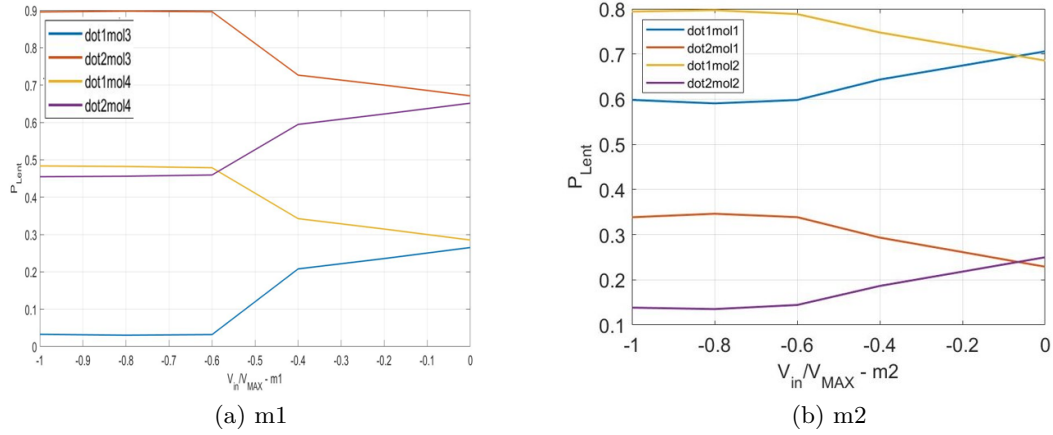 0.9
0.8
0.7
0.6
0.5
0.4
0.3
0.2
0.1
0
P_Lent
dot1mol3
dot2mol3
dot1mol4
dot2mol4
-1 -0.9 -0.8 -0.7 -0.6 -0.5 -0.4 -0.3 -0.2 -0.1 0
V_in/V_MAX - m1
(a) m1
0.8
0.7
0.6
0.5
0.4
0.3
0.2
0.1
P_Lent
dot1mol1
dot2mol1
dot1mol2
dot2mol2
-1 -0.8 -0.6 -0.4 -0.2 0
V_in/V_MAX - m2
(b) m2